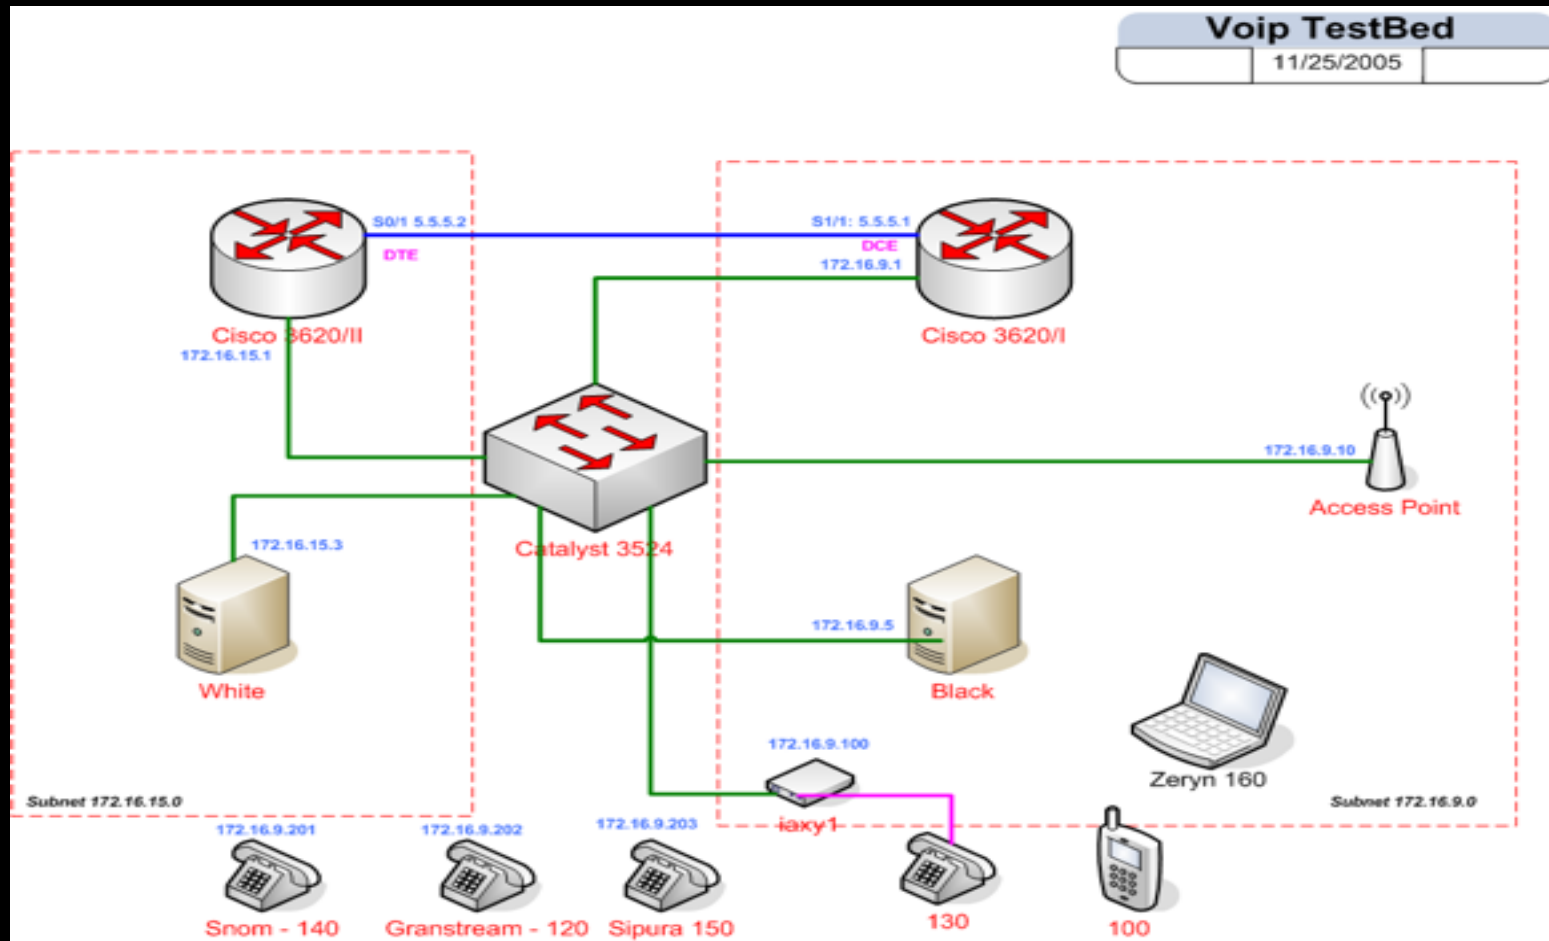 Voip TestBed
11/25/2005
S0/1 5.5.5.2
S1/1: 5.5.5.1
DTE
DCE
172.16.9.1
Cisco 3620/II
Cisco 3620/I
172.16.15.1
172.16.9.10
Access Point
172.16.15.3
Catalyst 3524
172.16.9.5
White
Black
172.16.9.100
Zeryn 160
Subnet 172.16.15.0
Subnet 172.16.9.0
iaxy1
172.16.9.201
172.16.9.202
172.16.9.203
Snom - 140
Granstream - 120
Sipura 150
130
100